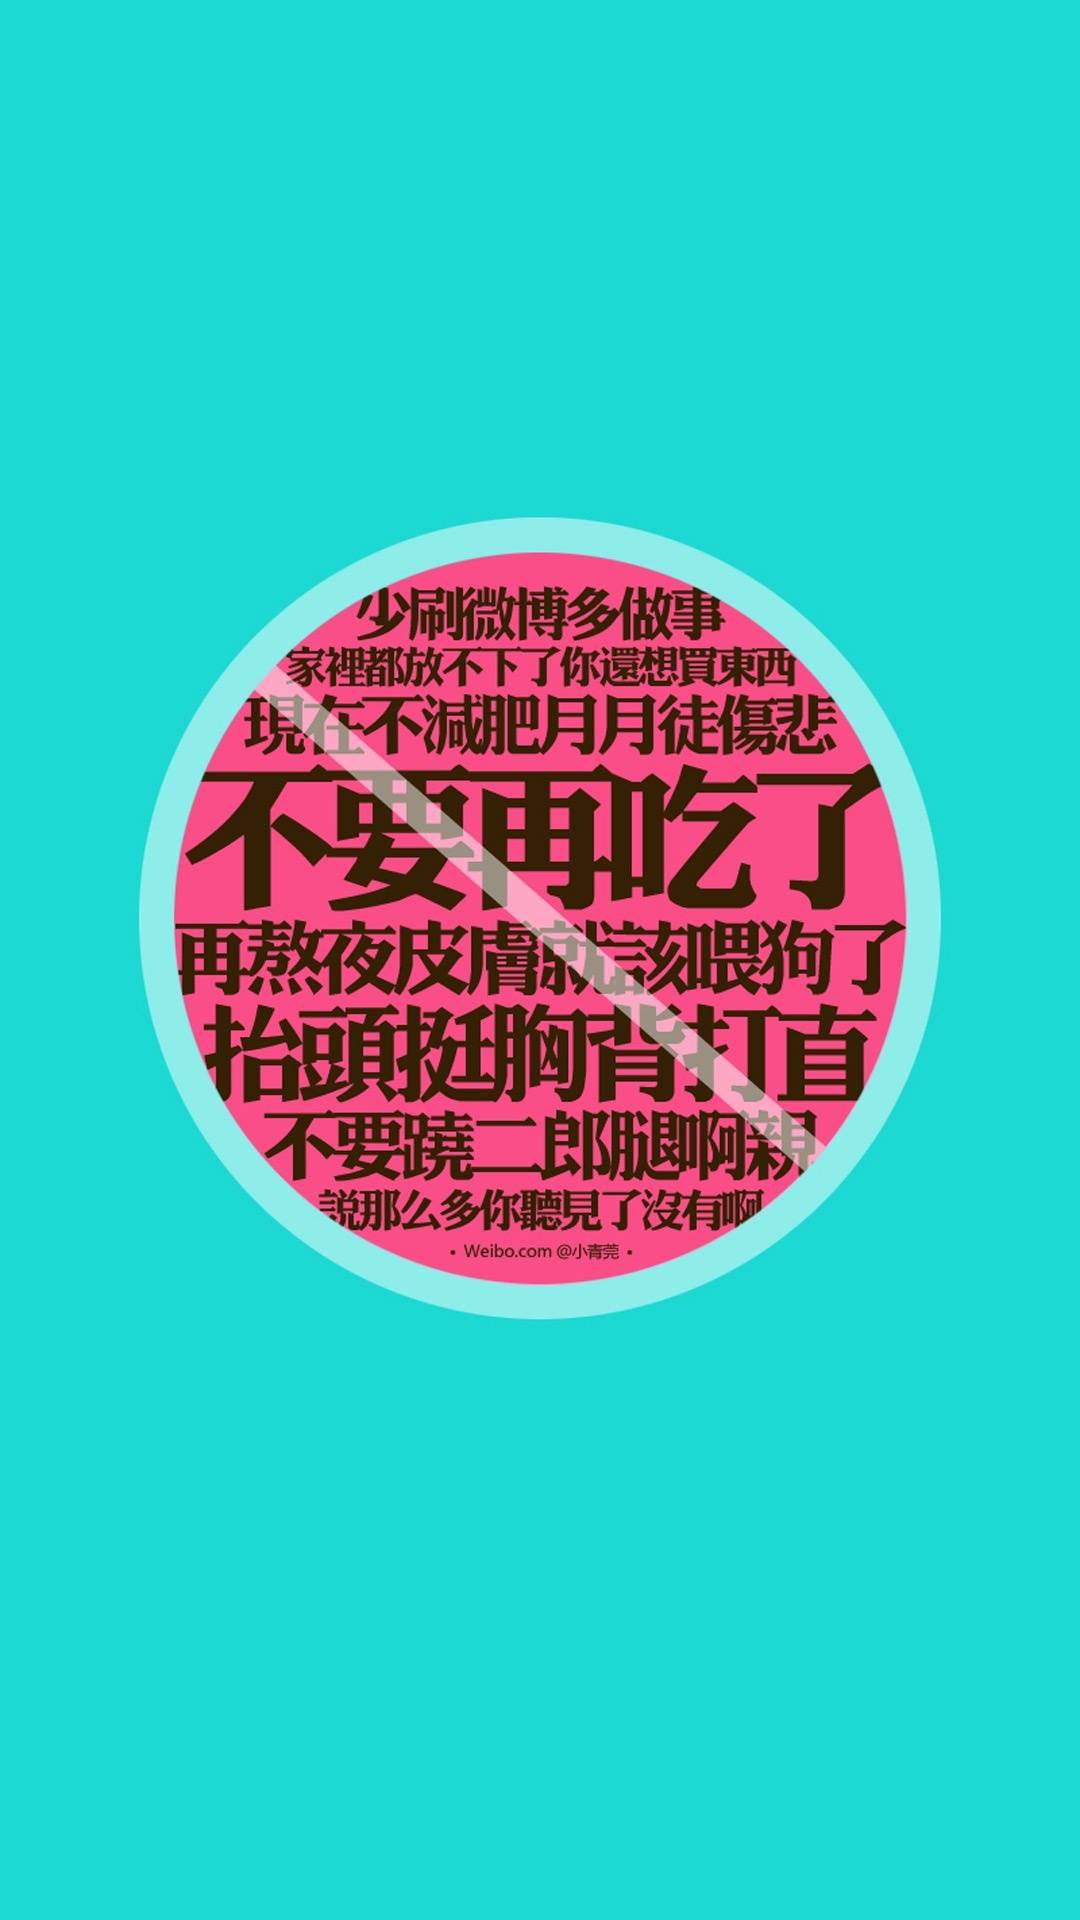 少刷微博多做事
家裡都放不下了你還想買東西
現在不減肥月月徒傷悲
不要再吃了
再熬夜皮膚就該喂狗了
抬頭挺胸背打直
不要蹺二郎腿啊親
説那么多你聽見了沒有啊
• Weibo.com @小青莞 •